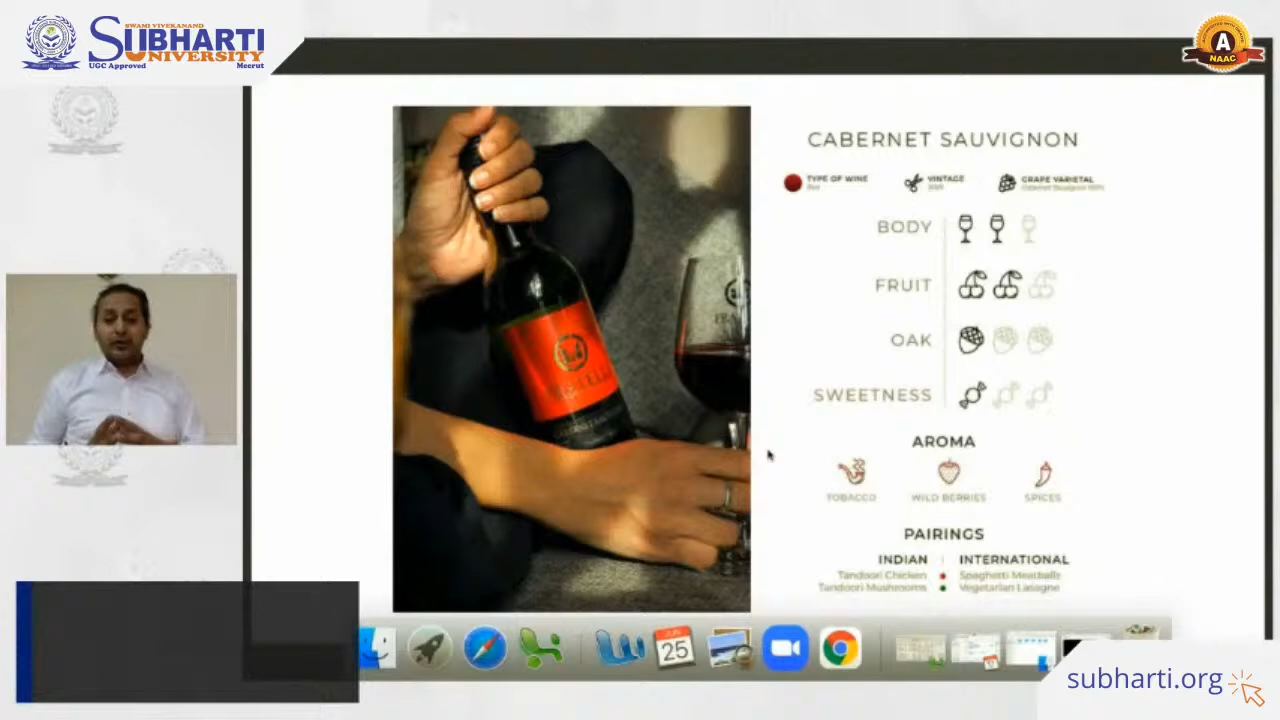 SWAMI VIVEKANAND
SUBHARTI
UNIVERSITY
UGC Approved Meerut
A
NAAC
CABERNET SAUVIGNON
TYPE OF WINE
Red
VINTAGE
GRAPE VARIETAL
Cabernet Sauvignon 100%
BODY
FRUIT
OAK
SWEETNESS
AROMA
TOBACCO WILD BERRIES SPICES
PAIRINGS
INDIAN INTERNATIONAL
Tandoori Chicken Spaghetti Meatballs
Tandoori Mushrooms Vegetarian Lasagne
JUN
25
subharti.org